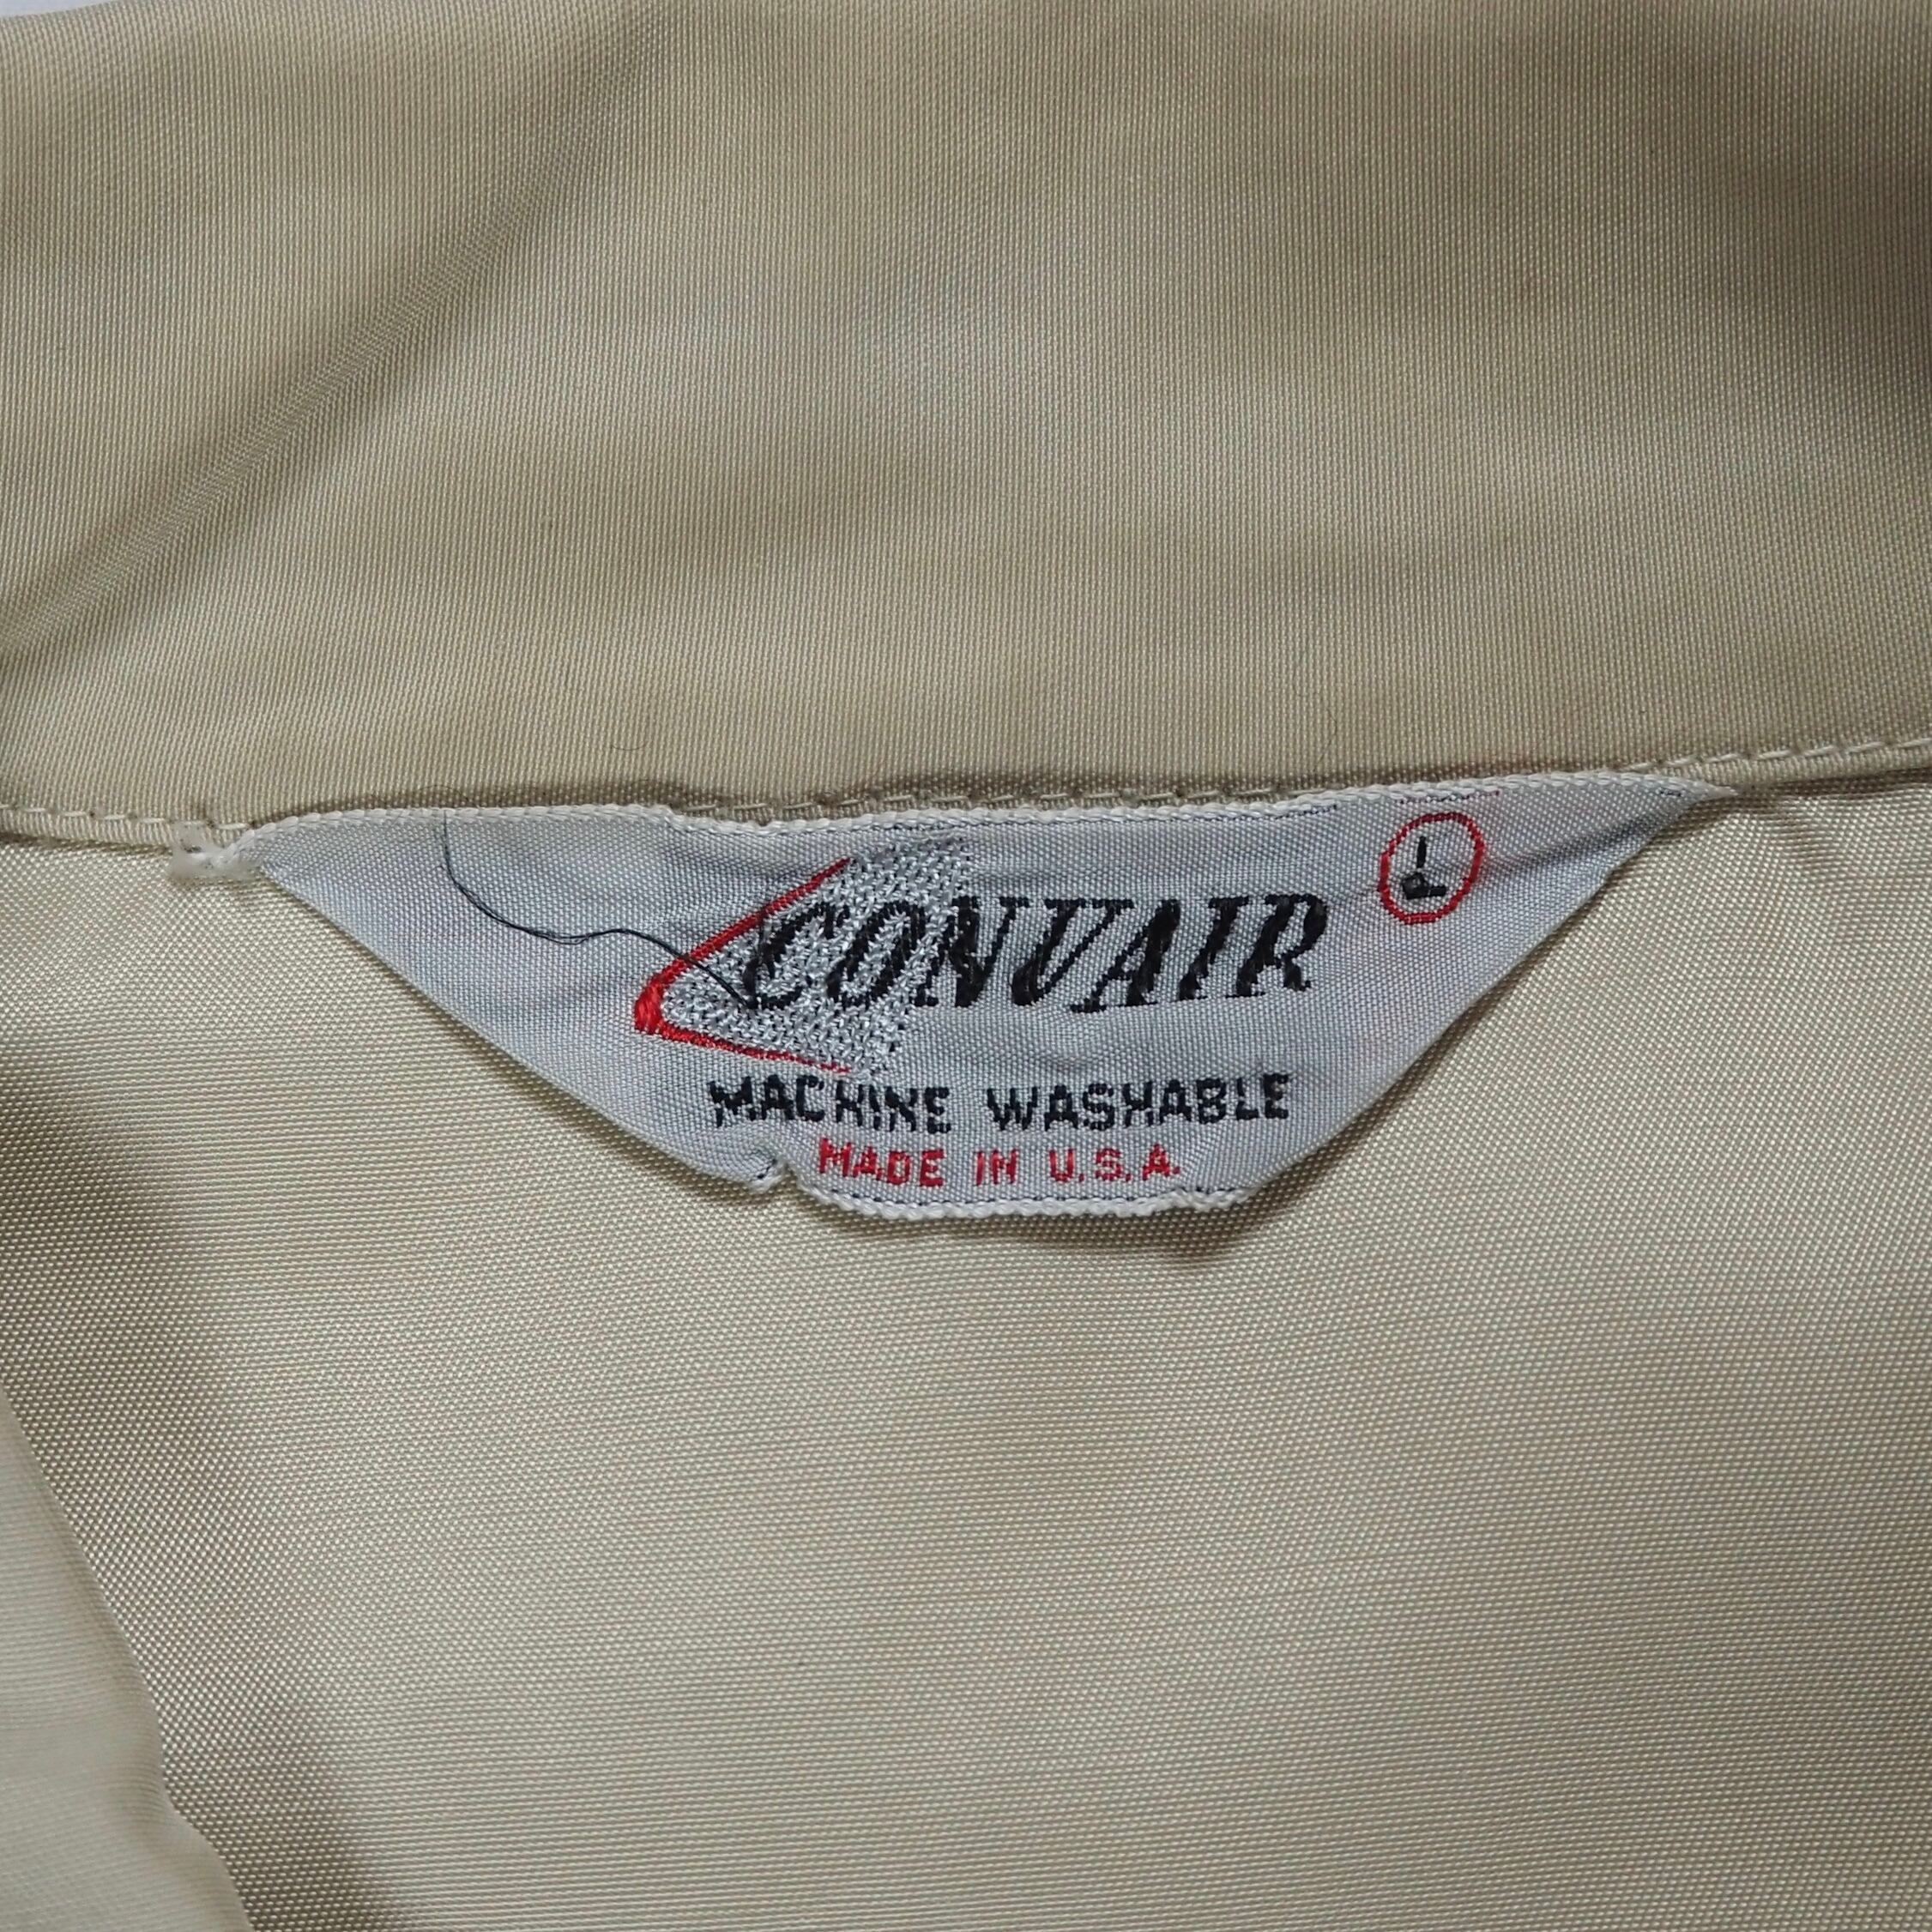 CONVAIR
L
MACHINE WASHABLE
MADE IN U.S.A.